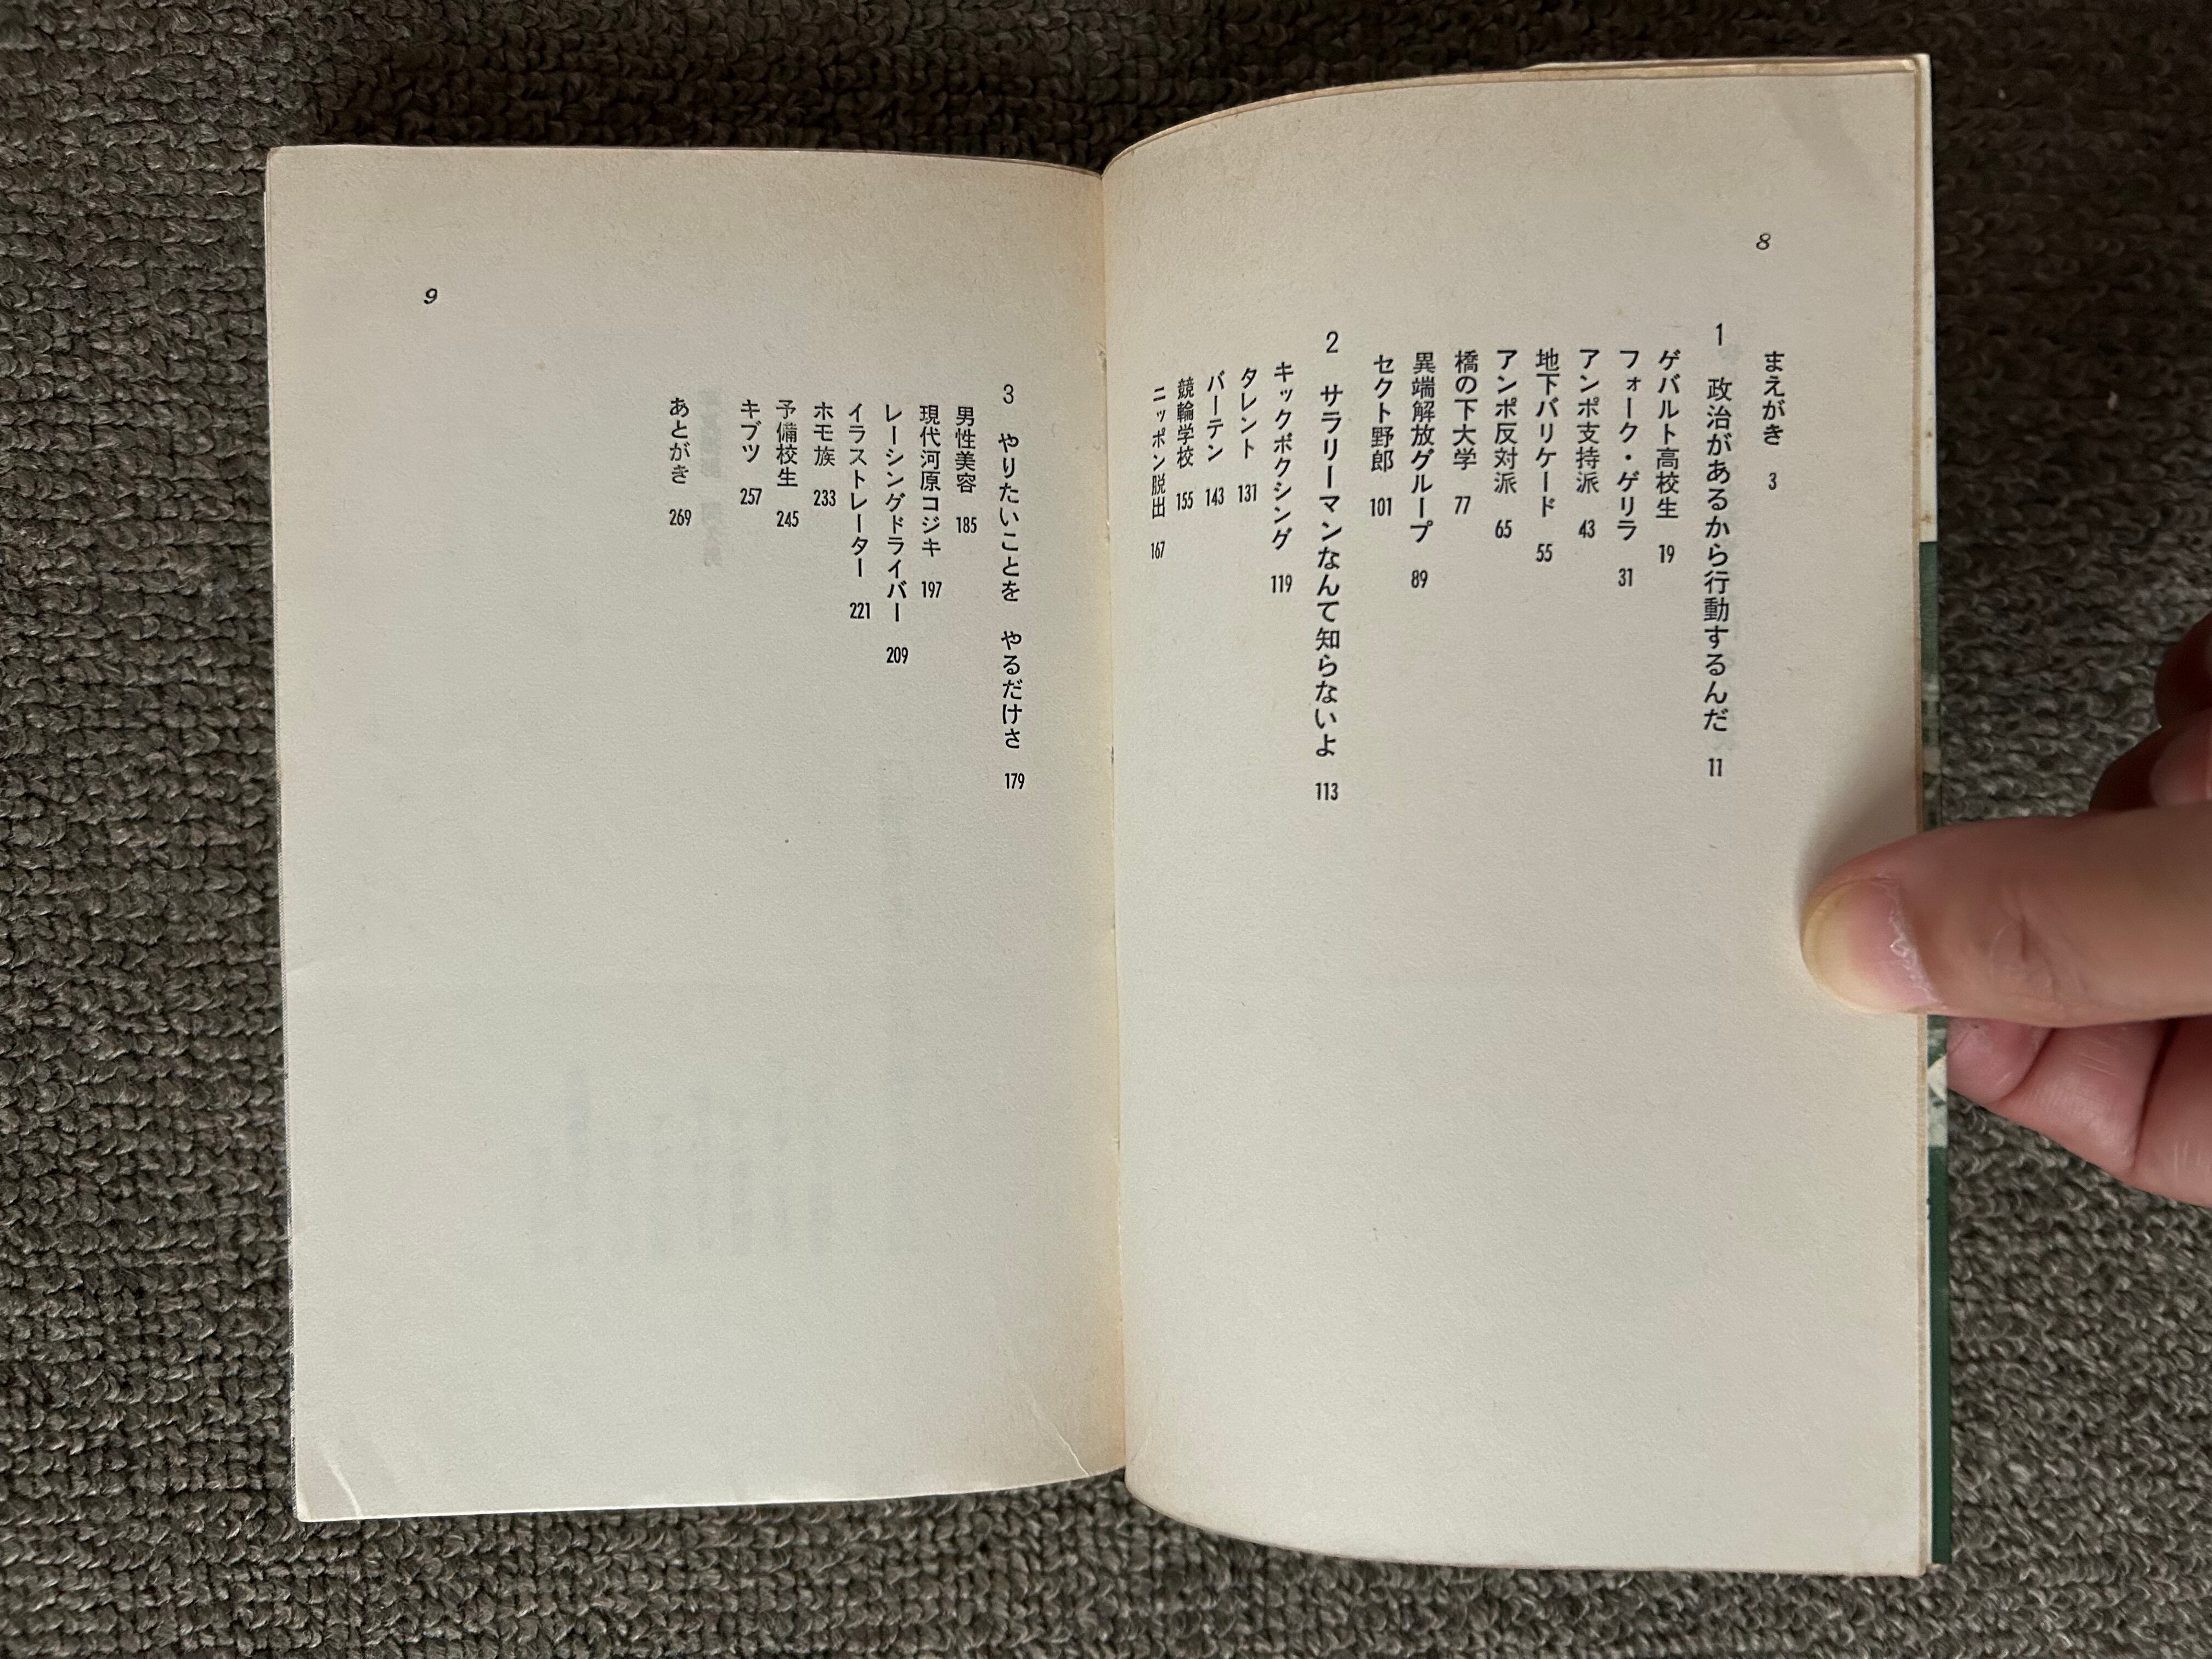 8
まえがき 3
1 政治があるから行動するんだ 11
ゲバルト高校生 19
フォーク・ゲリラ 31
アンポ支持派 43
地下バリケード 55
アンポ反対派 65
橋の下大学 77
異端解放グループ 89
セクト野郎 101
2 サラリーマンなんて知らないよ 113
キックボクシング 119
タレント 131
バーテン 143
競輪学校 155
ニッポン脱出 167
3 やりたいことを やるだけさ 179
男性美容 185
現代河原コジキ 197
レーシングドライバー 209
イラストレーター 221
ホモ族 233
予備校生 245
キブツ 257
あとがき 269
9